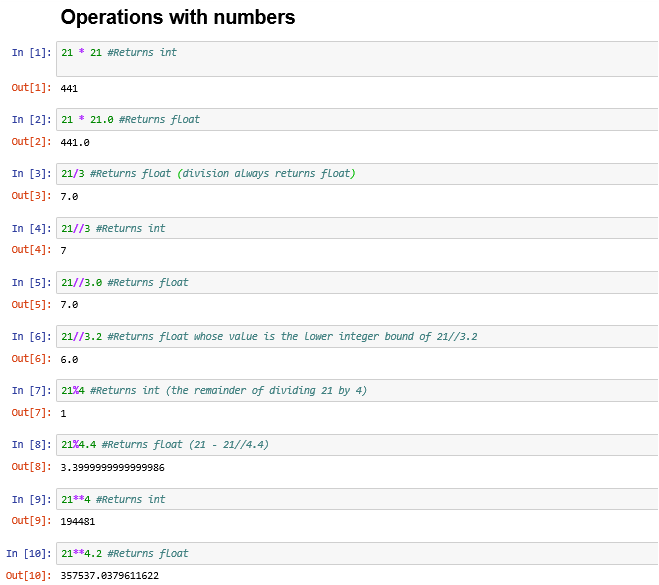 Operations with numbers
In [1]: 21 * 21 #Returns int
Out[1]: 441
In [2]: 21 * 21.0 #Returns float
Out[2]: 441.0
In [3]: 21/3 #Returns float (division always returns float)
Out[3]: 7.0
In [4]: 21//3 #Returns int
Out[4]: 7
In [5]: 21//3.0 #Returns float
Out[5]: 7.0
In [6]: 21//3.2 #Returns float whose value is the lower integer bound of 21//3.2
Out[6]: 6.0
In [7]: 21%4 #Returns int (the remainder of dividing 21 by 4)
Out[7]: 1
In [8]: 21%4.4 #Returns float (21 - 21//4.4)
Out[8]: 3.3999999999999986
In [9]: 21**4 #Returns int
Out[9]: 194481
In [10]: 21**4.2 #Returns float
Out[10]: 357537.0379611622